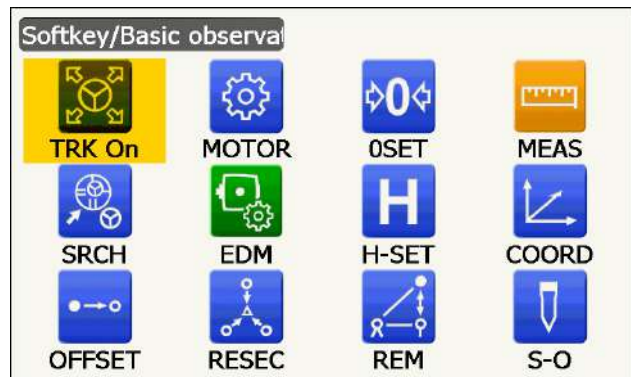 Softkey/Basic observat
TRK On MOTOR 0SET MEAS
SRCH EDM H-SET COORD
OFFSET RESEC REM S-O